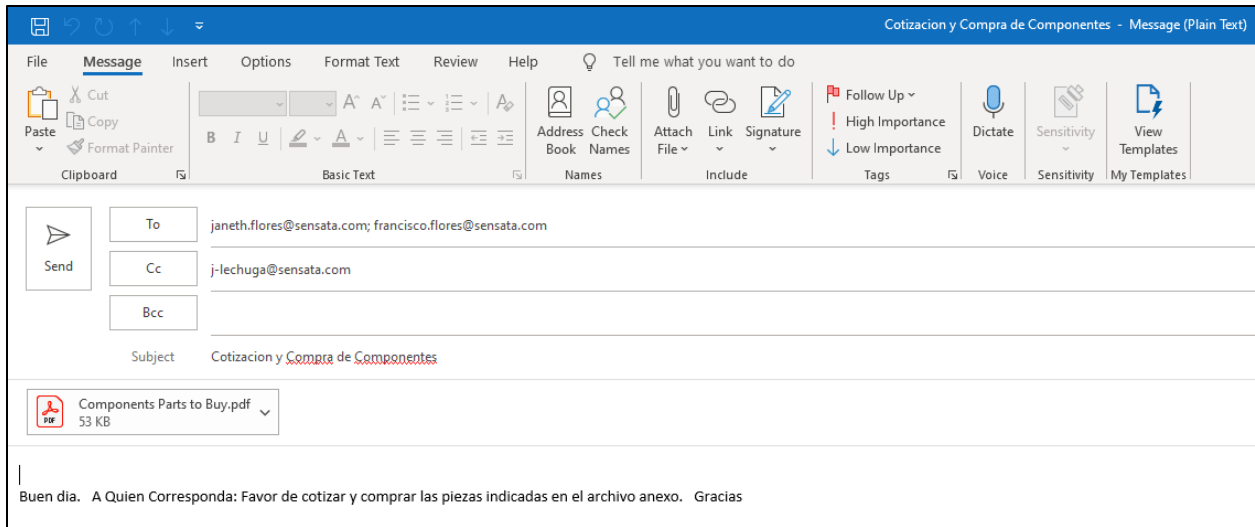 Cotizacion y Compra de Componentes - Message (Plain Text)
File Message Insert Options Format Text Review Help Tell me what you want to do
Paste
Cut
Copy
Format Painter
Clipboard
B I U A
Basic Text
Address Book
Check Names
Names
Attach File
Link
Signature
Include
Follow Up
High Importance
Low Importance
Tags
Dictate
Voice
Sensitivity
Sensitivity
View Templates
My Templates
Send
To janeth.flores@sensata.com; francisco.flores@sensata.com
Cc j-lechuga@sensata.com
Bcc
Subject Cotizacion y Compra de Componentes
PDF
Components Parts to Buy.pdf
53 KB
Buen dia. A Quien Corresponda: Favor de cotizar y comprar las piezas indicadas en el archivo anexo. Gracias